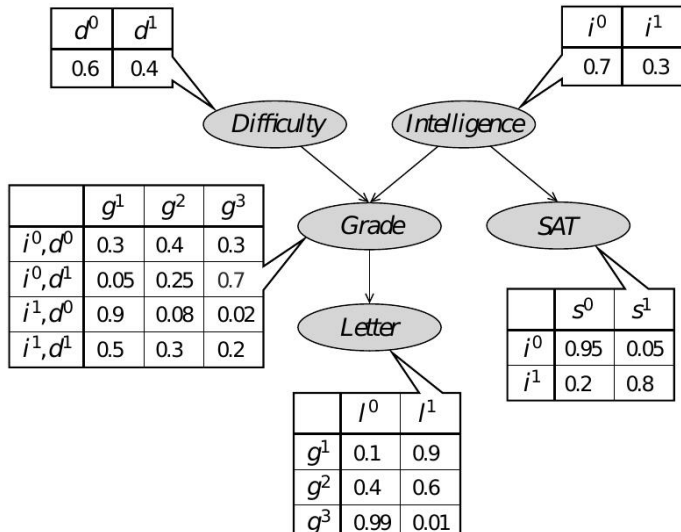 d⁰ d¹
0.6 0.4
i⁰ i¹
0.7 0.3
Difficulty
Intelligence
g¹ g² g³
i⁰,d⁰ 0.3 0.4 0.3
i⁰,d¹ 0.05 0.25 0.7
i¹,d⁰ 0.9 0.08 0.02
i¹,d¹ 0.5 0.3 0.2
Grade
SAT
s⁰ s¹
i⁰ 0.95 0.05
i¹ 0.2 0.8
Letter
l⁰ l¹
g¹ 0.1 0.9
g² 0.4 0.6
g³ 0.99 0.01